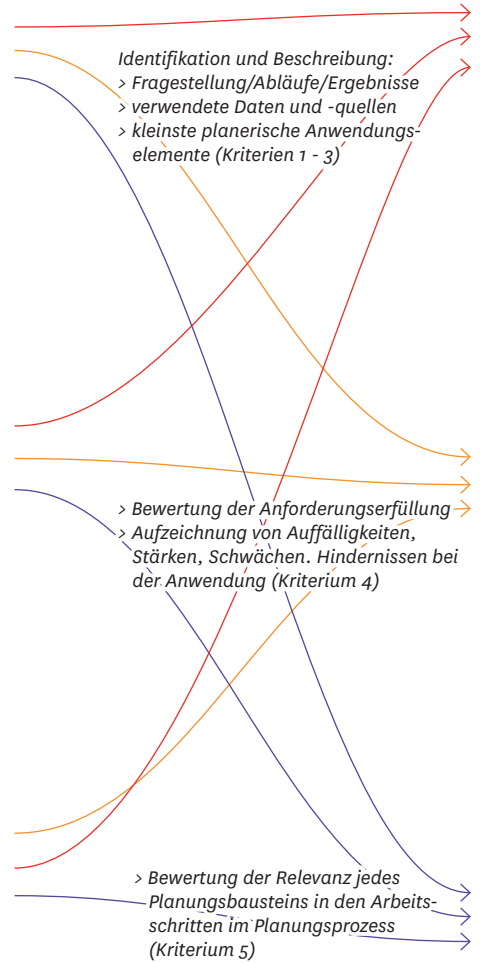 Identifikation und Beschreibung:
> Fragestellung/Abläufe/Ergebnisse
> verwendete Daten und -quellen
> kleinste planerische Anwendungs-
elemente (Kriterien 1 - 3)
> Bewertung der Anforderungserfüllung
> Aufzeichnung von Auffälligkeiten,
Stärken, Schwächen. Hindernissen bei
der Anwendung (Kriterium 4)
> Bewertung der Relevanz jedes
Planungsbausteins in den Arbeits-
schritten im Planungsprozess
(Kriterium 5)